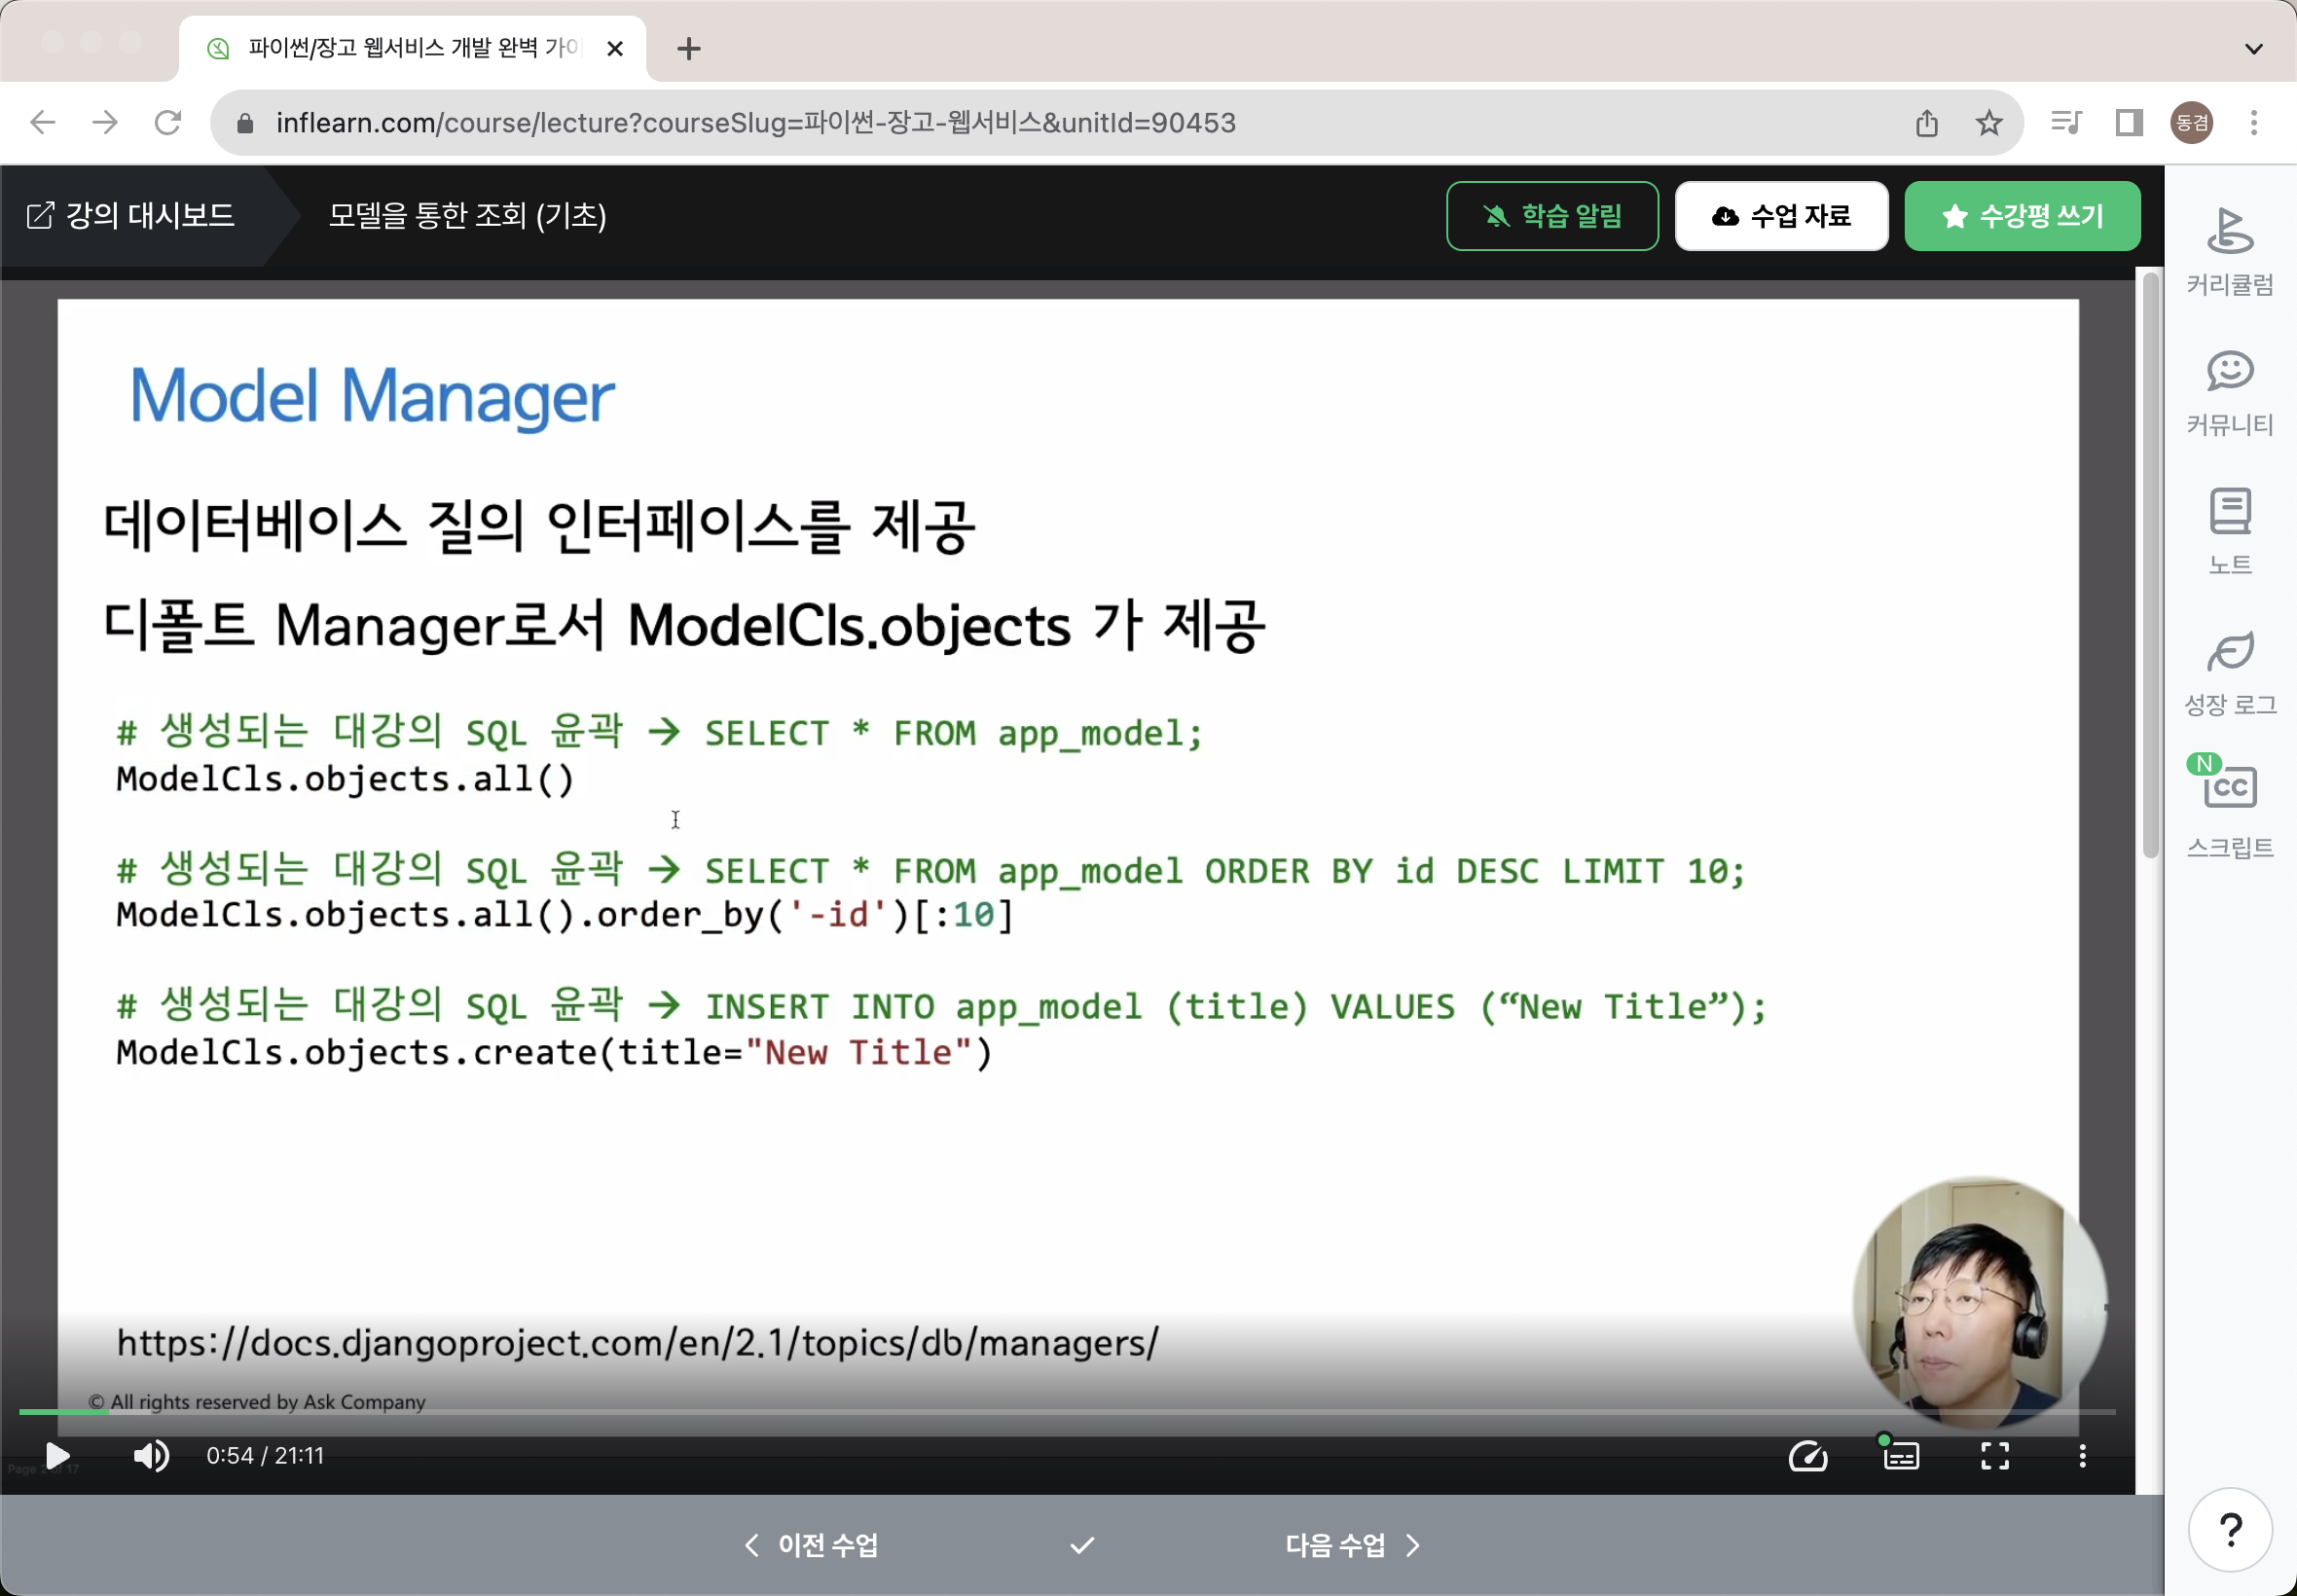 파이썬/장고 웹서비스 개발 완벽 가이
inflearn.com/course/lecture?courseSlug=파이썬-장고-웹서비스&unitId=90453
동겸
강의 대시보드
모델을 통한 조회 (기초)
학습 알림
수업 자료
수강평 쓰기
Model Manager
데이터베이스 질의 인터페이스를 제공
디폴트 Manager로서 ModelCls.objects 가 제공
# 생성되는 대강의 SQL 윤곽 → SELECT * FROM app_model;
ModelCls.objects.all()
# 생성되는 대강의 SQL 윤곽 → SELECT * FROM app_model ORDER BY id DESC LIMIT 10;
ModelCls.objects.all().order_by('-id')[:10]
# 생성되는 대강의 SQL 윤곽 → INSERT INTO app_model (title) VALUES (“New Title”);
ModelCls.objects.create(title="New Title")
https://docs.djangoproject.com/en/2.1/topics/db/managers/
© All rights reserved by Ask Company
0:54 / 21:11
이전 수업
다음 수업
커리큘럼
커뮤니티
노트
성장 로그
N
CC
스크립트
?